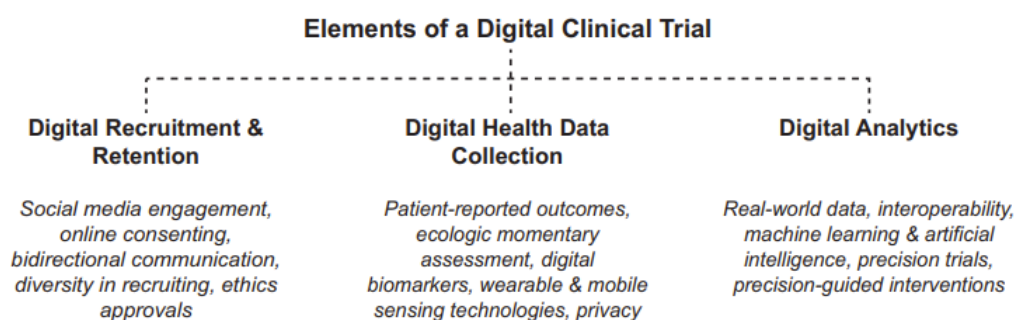 Elements of a Digital Clinical Trial
Digital Recruitment &
Retention
Social media engagement,
online consenting,
bidirectional communication,
diversity in recruiting, ethics
approvals
Digital Health Data
Collection
Patient-reported outcomes,
ecologic momentary
assessment, digital
biomarkers, wearable & mobile
sensing technologies, privacy
Digital Analytics
Real-world data, interoperability,
machine learning & artificial
intelligence, precision trials,
precision-guided interventions